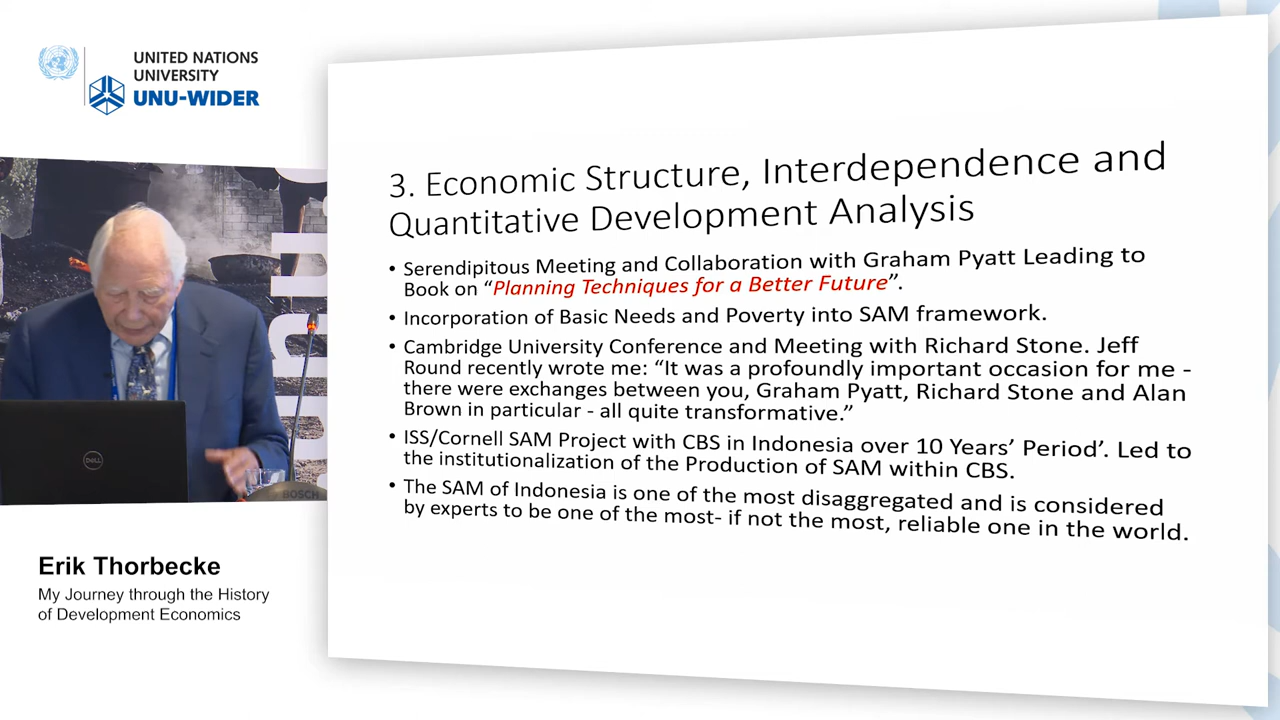 UNITED NATIONS
UNIVERSITY
UNU-WIDER
3. Economic Structure, Interdependence and
Quantitative Development Analysis
• Serendipitous Meeting and Collaboration with Graham Pyatt Leading to
Book on “Planning Techniques for a Better Future”.
• Incorporation of Basic Needs and Poverty into SAM framework.
• Cambridge University Conference and Meeting with Richard Stone. Jeff
Round recently wrote me: “It was a profoundly important occasion for me -
there were exchanges between you, Graham Pyatt, Richard Stone and Alan
Brown in particular - all quite transformative.”
• ISS/Cornell SAM Project with CBS in Indonesia over 10 Years’ Period’. Led to
the institutionalization of the Production of SAM within CBS.
• The SAM of Indonesia is one of the most disaggregated and is considered
by experts to be one of the most- if not the most, reliable one in the world.
DELL
BOSCH
Erik Thorbecke
My Journey through the History
of Development Economics